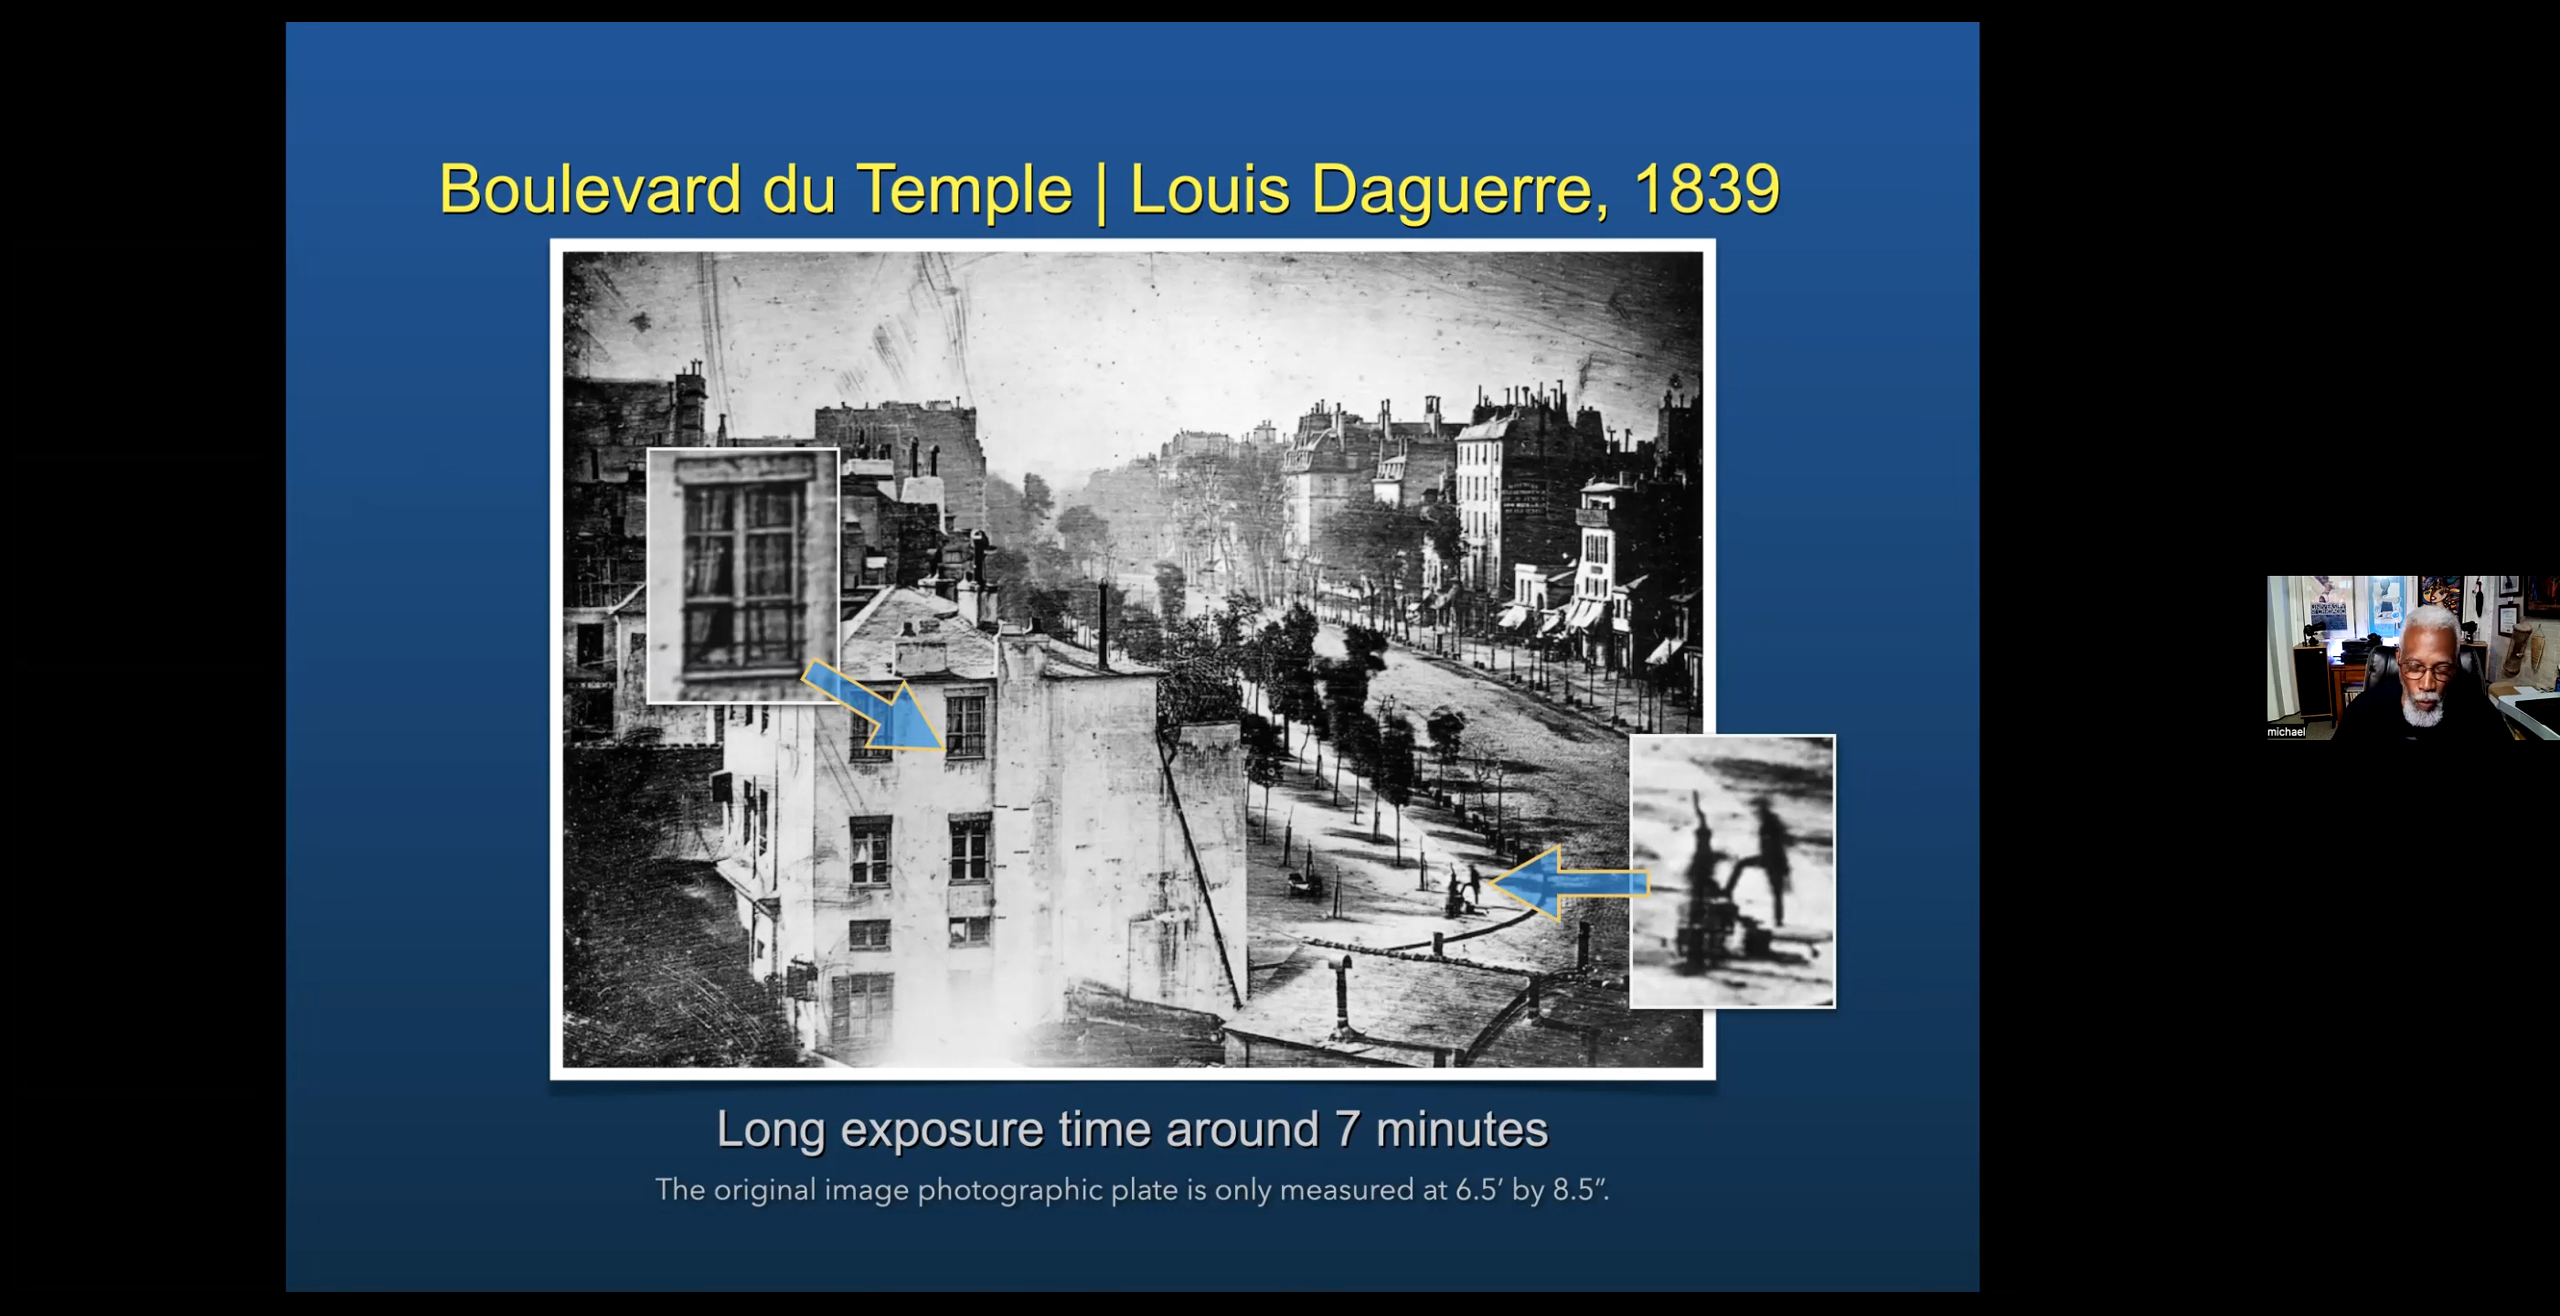 Boulevard du Temple | Louis Daguerre, 1839
Long exposure time around 7 minutes
The original image photographic plate is only measured at 6.5’ by 8.5”.
michael